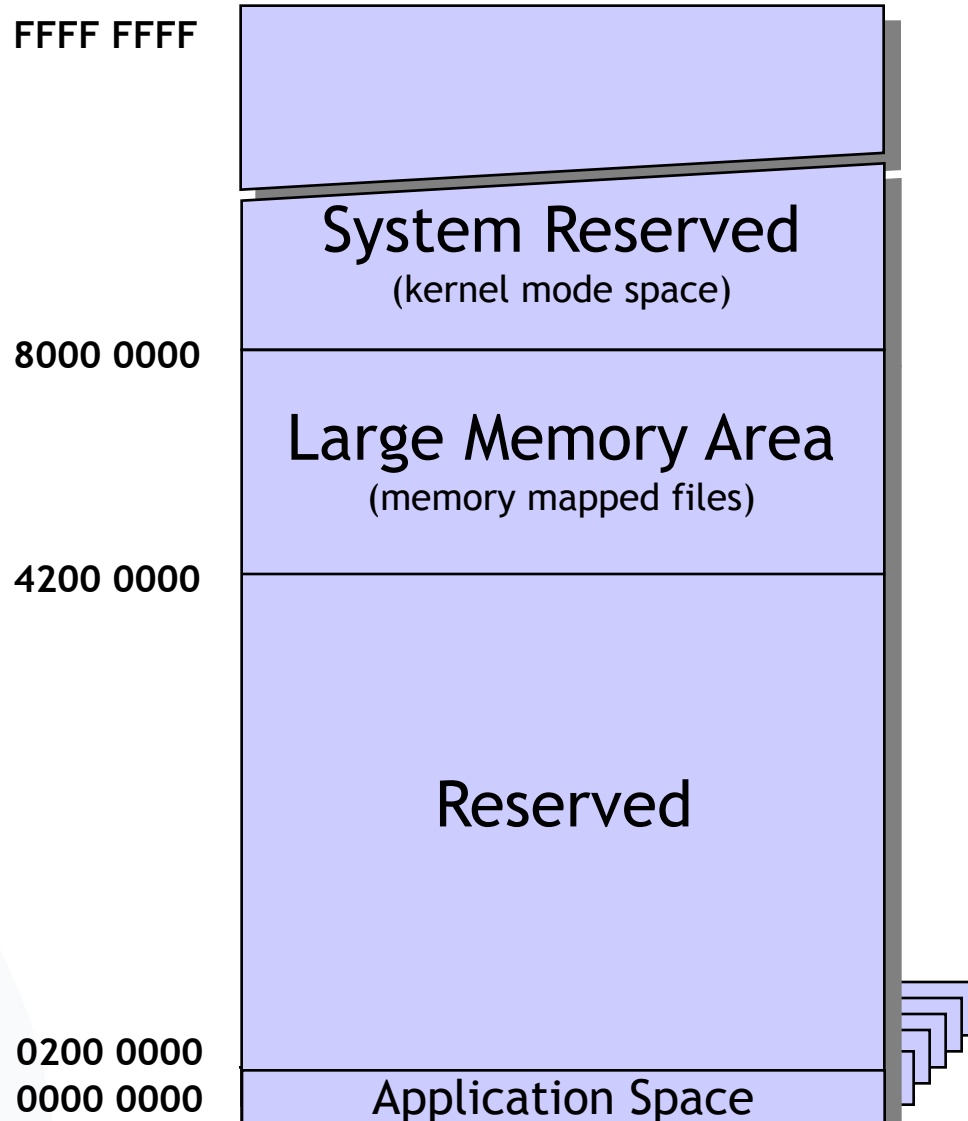 FFFF FFFF
System Reserved
(kernel mode space)
8000 0000
Large Memory Area
(memory mapped files)
4200 0000
Reserved
0200 0000
0000 0000
Application Space